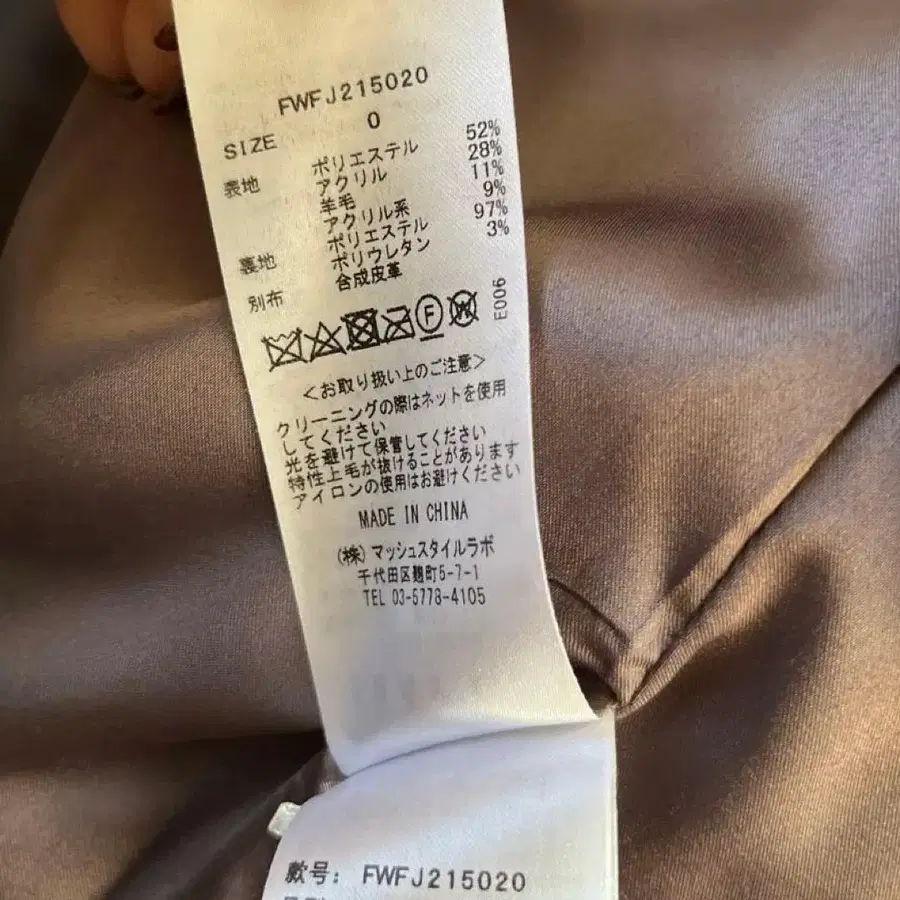 FWFJ215020
SIZE 0
表地 ポリエステル 52%
アクリル 28%
羊毛 11%
アクリル系 9%
裏地 ポリエステル 97%
ポリウレタン 3%
別布 合成皮革
F W E006
<お取り扱い上のご注意>
クリーニングの際はネットを使用
してください
光を避けて保管してください
特性上毛が抜けることがあります
アイロンの使用はお避けください
MADE IN CHINA
(株)マッシュスタイルラボ
千代田区麹町5-7-1
TEL 03-6778-4105
款号: FWFJ215020